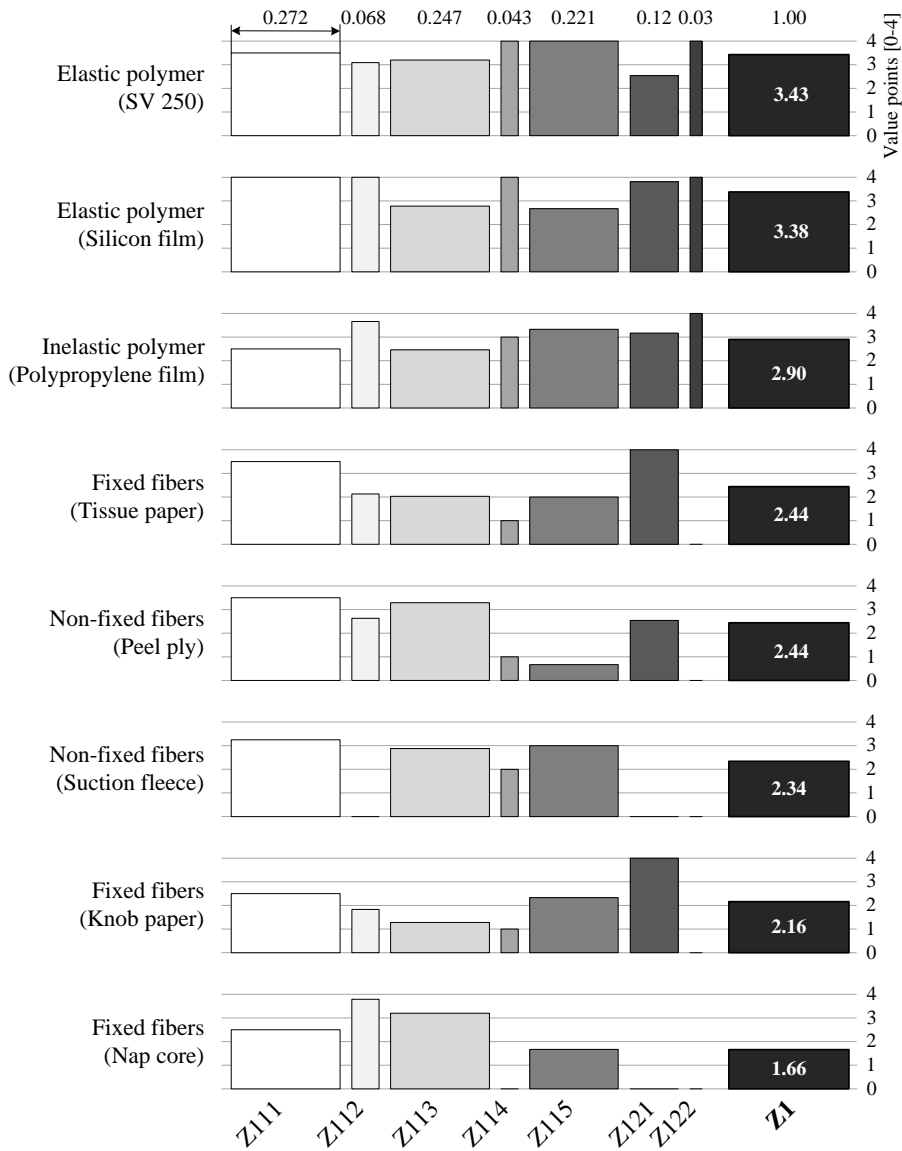 0.272 0.068 0.247 0.043 0.221 0.12 0.03 1.00
Value points [0-4]
Elastic polymer
(SV 250)
3.43
4
3
2
1
0
Elastic polymer
(Silicon film)
3.38
4
3
2
1
0
Inelastic polymer
(Polypropylene film)
2.90
4
3
2
1
0
Fixed fibers
(Tissue paper)
2.44
4
3
2
1
0
Non-fixed fibers
(Peel ply)
2.44
4
3
2
1
0
Non-fixed fibers
(Suction fleece)
2.34
4
3
2
1
0
Fixed fibers
(Knob paper)
2.16
4
3
2
1
0
Fixed fibers
(Nap core)
1.66
4
3
2
1
0
Z111 Z112 Z113 Z114 Z115 Z121 Z122 Z1